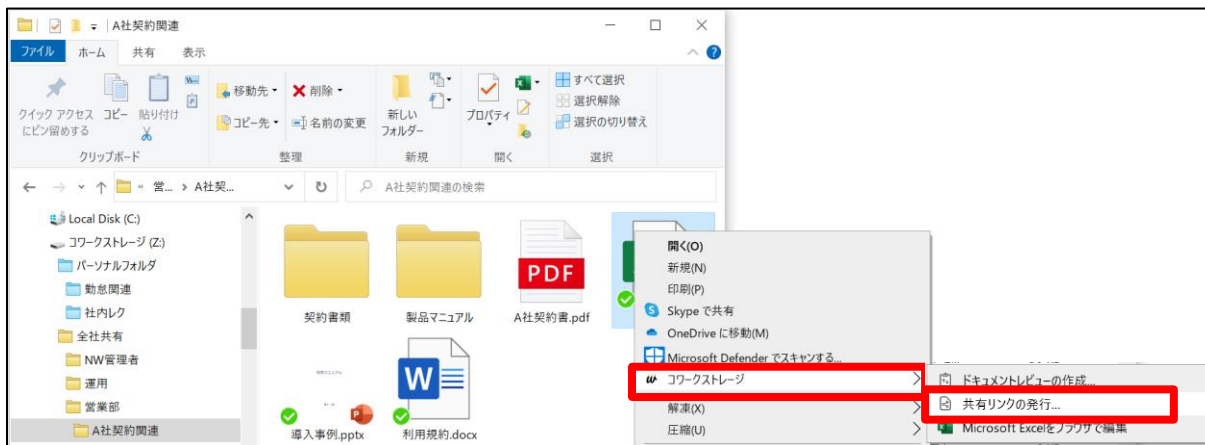 A社契約関連
ファイル ホーム 共有 表示
クイック アクセス
にピン留めする
コピー
貼り付け
移動先
コピー先
削除
名前の変更
新しい
フォルダー
プロパティ
すべて選択
選択解除
選択の切り替え
クリップボード 整理 新規 開く 選択
« 営... › A社契...
A社契約関連の検索
Local Disk (C:)
コワークストレージ (Z:)
パーソナルフォルダ
勤怠関連
社内レク
全社共有
NW管理者
運用
営業部
A社契約関連
PDF
契約書類
製品マニュアル
A社契約書.pdf
W
P
導入事例.pptx
利用規約.docx
開く(O)
新規(N)
印刷(P)
Skype で共有
OneDrive に移動(M)
Microsoft Defender でスキャンする...
コワークストレージ
解凍(X)
圧縮(U)
ドキュメントレビューの作成...
共有リンクの発行...
Microsoft Excelをブラウザで編集